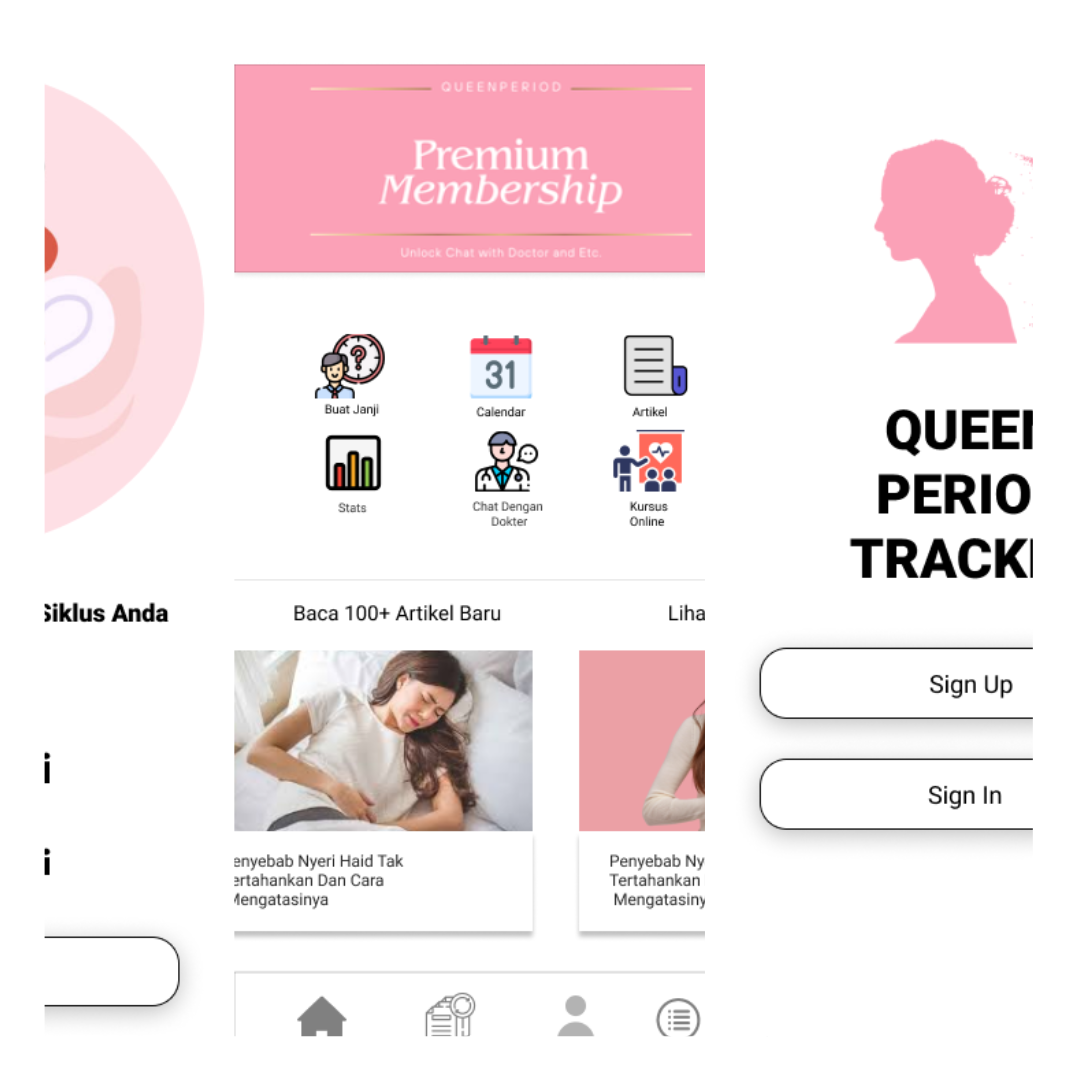 Siklus Anda
i
i
QUEENPERIOD
Premium
Membership
Unlock Chat with Doctor and Etc.
31
Buat Janji
Calendar
Artikel
Stats
Chat Dengan
Dokter
Kursus
Online
Baca 100+ Artikel Baru
Liha
enyebab Nyeri Haid Tak
ertahankan Dan Cara
Mengatasinya
Penyebab Ny
Tertahankan
Mengatasiny
QUEEN
PERIO
TRACK
Sign Up
Sign In